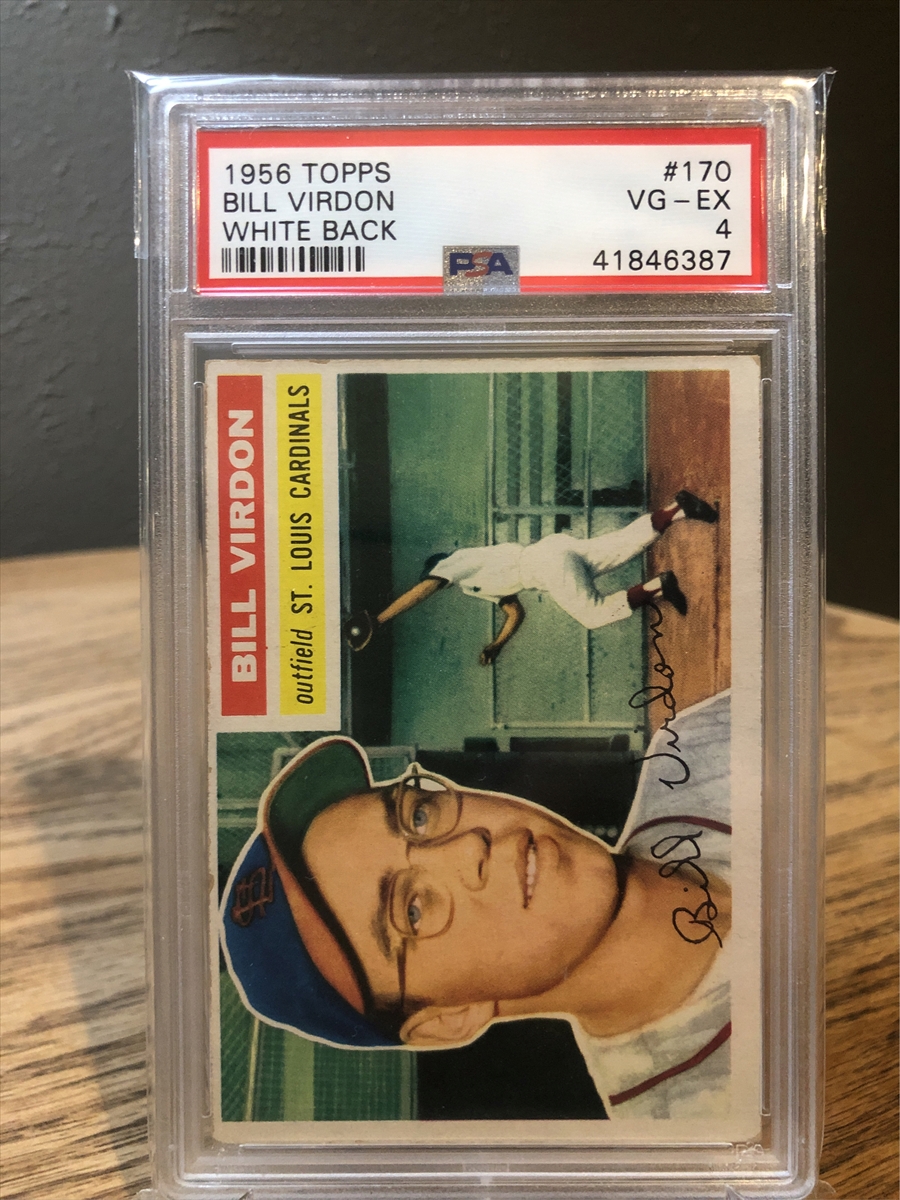 1956 TOPPS #170
BILL VIRDON VG-EX
WHITE BACK 4
PSA 41846387
BILL VIRDON
outfield ST. LOUIS CARDINALS
STL
Bill Virdon